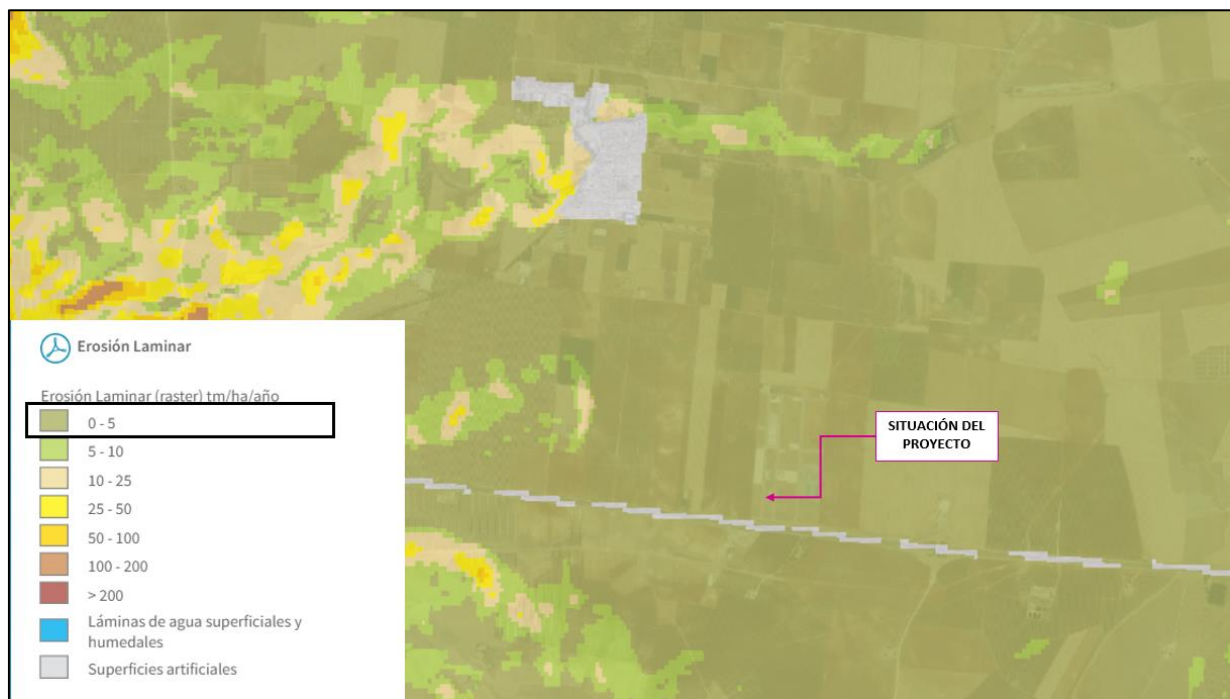 SITUACIÓN DEL
PROYECTO
Erosión Laminar
Erosión Laminar (raster) tm/ha/año
0 - 5
5 - 10
10 - 25
25 - 50
50 - 100
100 - 200
> 200
Láminas de agua superficiales y
humedales
Superficies artificiales